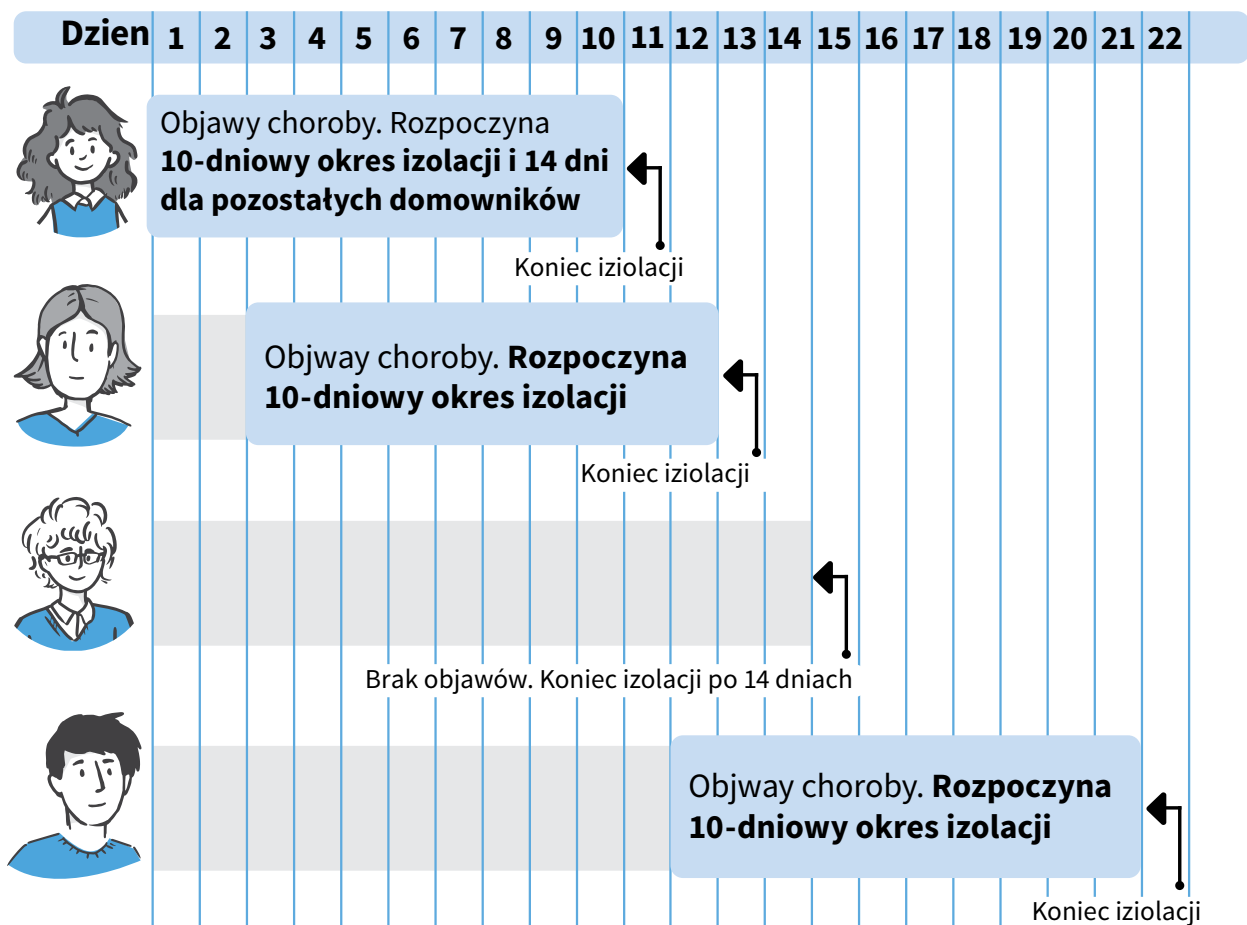 Dzien 1 2 3 4 5 6 7 8 9 10 11 12 13 14 15 16 17 18 19 20 21 22
Objawy choroby. Rozpoczyna
10-dniowy okres izolacji i 14 dni
dla pozostałych domowników
Koniec iziolacji
Objway choroby. Rozpoczyna
10-dniowy okres izolacji
Koniec iziolacji
Brak objawów. Koniec izolacji po 14 dniach
Objway choroby. Rozpoczyna
10-dniowy okres izolacji
Koniec iziolacji